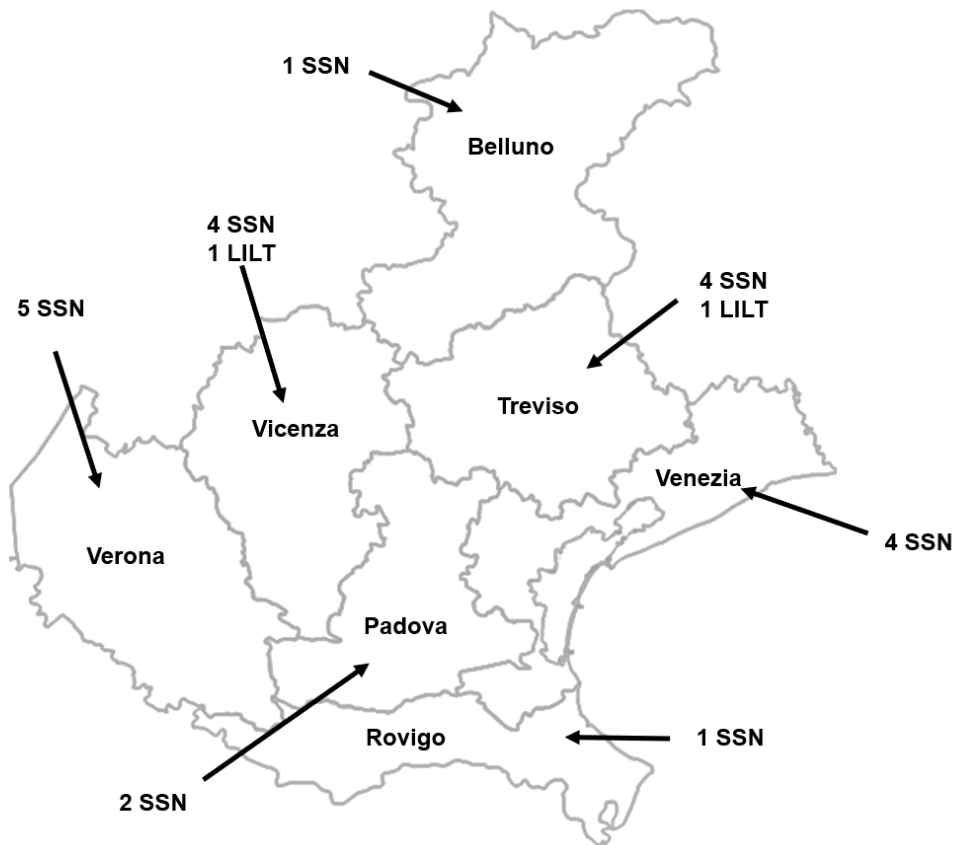 1 SSN
Belluno
4 SSN
1 LILT
4 SSN
1 LILT
5 SSN
Treviso
Vicenza
Venezia
4 SSN
Verona
Padova
Rovigo
1 SSN
2 SSN